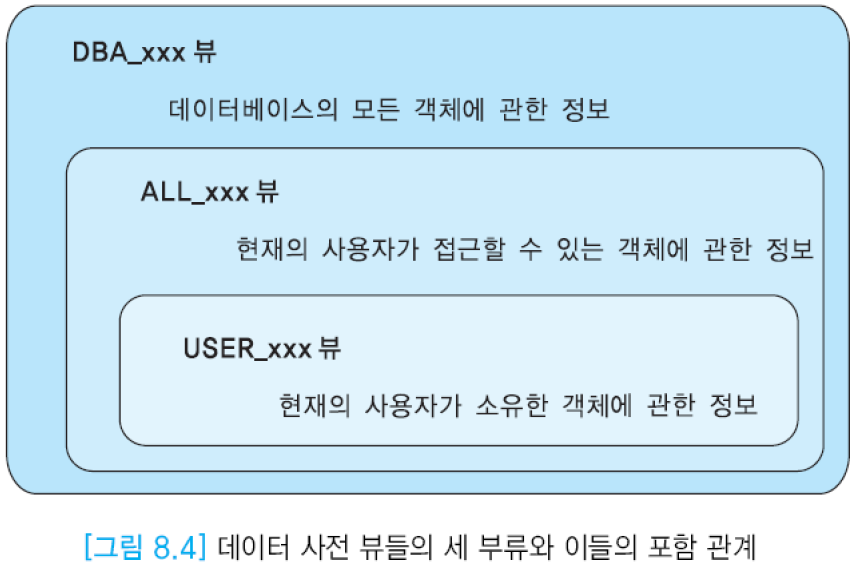 DBA_xxx 뷰
데이터베이스의 모든 객체에 관한 정보
ALL_xxx 뷰
현재의 사용자가 접근할 수 있는 객체에 관한 정보
USER_xxx 뷰
현재의 사용자가 소유한 객체에 관한 정보
[그림 8.4] 데이터 사전 뷰들의 세 부류와 이들의 포함 관계